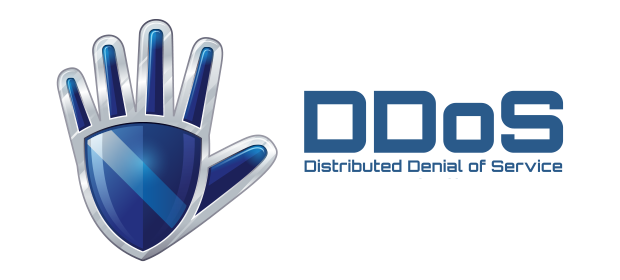 DDoS
Distributed Denial of Service